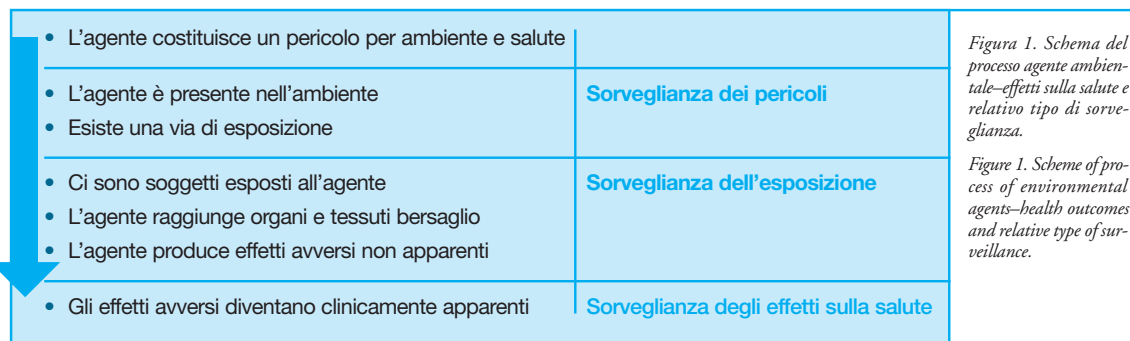 • L'agente costituisce un pericolo per ambiente e salute
• L'agente è presente nell'ambiente
• Esiste una via di esposizione
Sorveglianza dei pericoli
• Ci sono soggetti esposti all'agente
• L'agente raggiunge organi e tessuti bersaglio
• L'agente produce effetti avversi non apparenti
Sorveglianza dell'esposizione
• Gli effetti avversi diventano clinicamente apparenti
Sorveglianza degli effetti sulla salute
Figura 1. Schema del
processo agente ambien-
tale–effetti sulla salute e
relativo tipo di sorve-
glianza.
Figure 1. Scheme of pro-
cess of environmental
agents–health outcomes
and relative type of sur-
veillance.